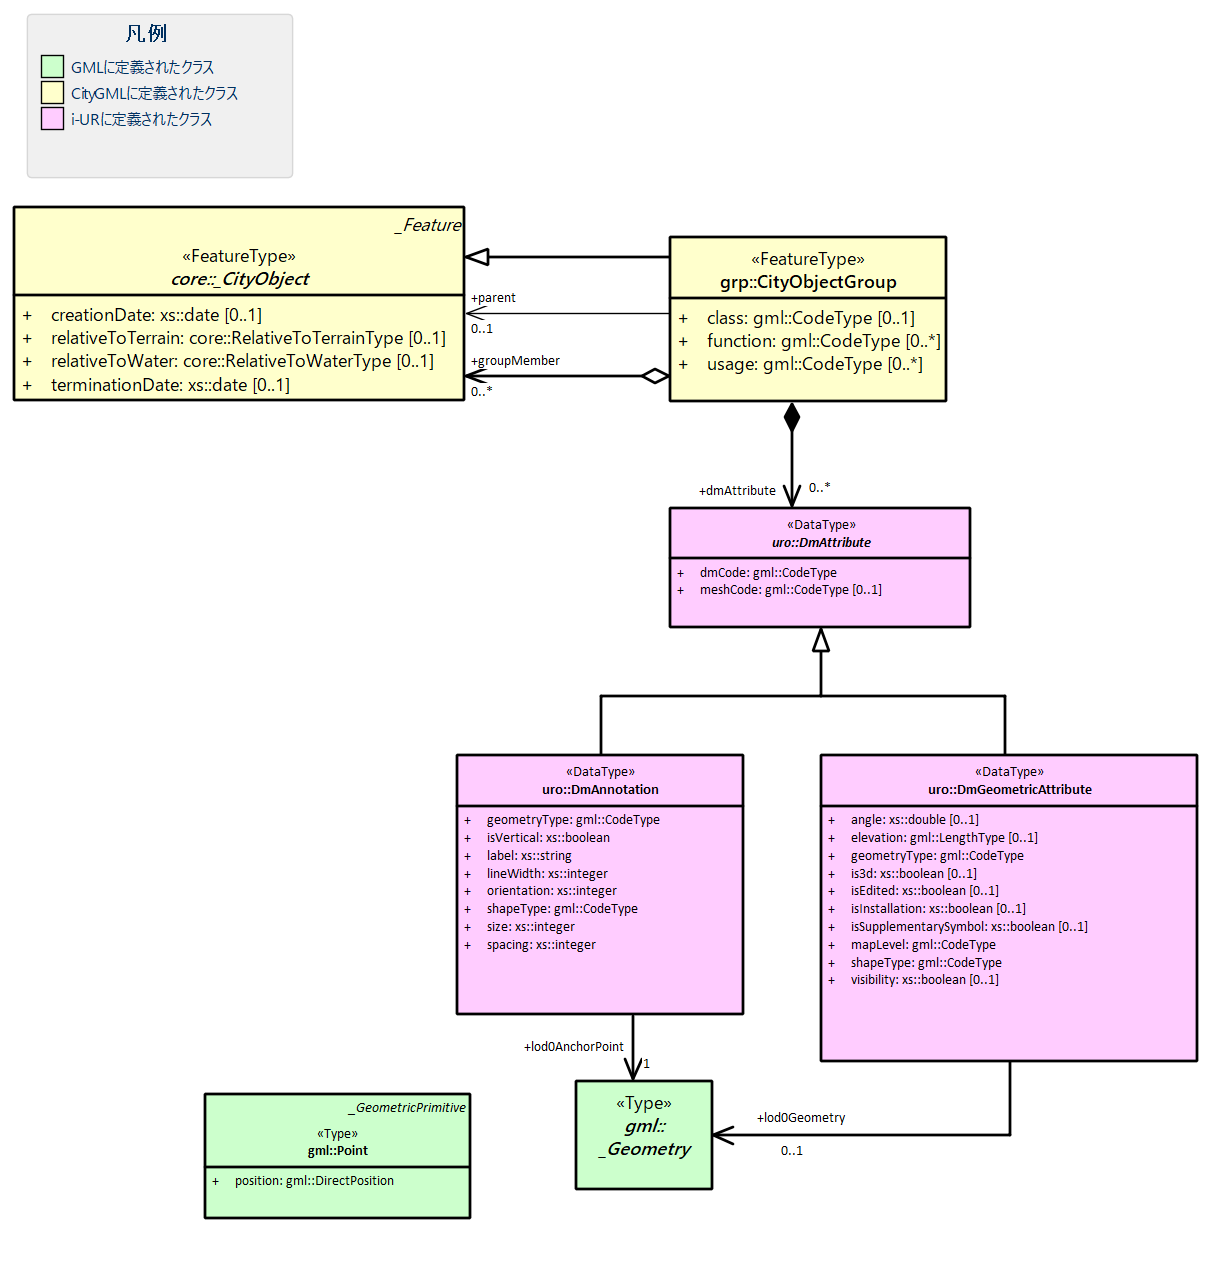 凡例
GMLに定義されたクラス
CityGMLに定義されたクラス
i-URに定義されたクラス
_Feature
«FeatureType»
core::_CityObject
+ creationDate: xs::date [0..1]
+ relativeToTerrain: core::RelativeToTerrainType [0..1]
+ relativeToWater: core::RelativeToWaterType [0..1]
+ terminationDate: xs::date [0..1]
+parent
0..1
+groupMember
0..*
«FeatureType»
grp::CityObjectGroup
+ class: gml::CodeType [0..1]
+ function: gml::CodeType [0..*]
+ usage: gml::CodeType [0..*]
+dmAttribute
0..*
«DataType»
uro::DmAttribute
+ dmCode: gml::CodeType
+ meshCode: gml::CodeType [0..1]
«DataType»
uro::DmAnnotation
+ geometryType: gml::CodeType
+ isVertical: xs::boolean
+ label: xs::string
+ lineWidth: xs::integer
+ orientation: xs::integer
+ shapeType: gml::CodeType
+ size: xs::integer
+ spacing: xs::integer
«DataType»
uro::DmGeometricAttribute
+ angle: xs::double [0..1]
+ elevation: gml::LengthType [0..1]
+ geometryType: gml::CodeType
+ is3d: xs::boolean [0..1]
+ isEdited: xs::boolean [0..1]
+ isInstallation: xs::boolean [0..1]
+ isSupplementarySymbol: xs::boolean [0..1]
+ mapLevel: gml::CodeType
+ shapeType: gml::CodeType
+ visibility: xs::boolean [0..1]
+lod0AnchorPoint
1
_GeometricPrimitive
«Type»
gml::Point
+ position: gml::DirectPosition
«Type»
gml::
_Geometry
+lod0Geometry
0..1